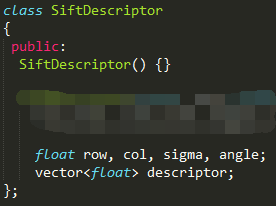 class SiftDescriptor
{
public:
SiftDescriptor() {}
float row, col, sigma, angle;
vector<float> descriptor;
};